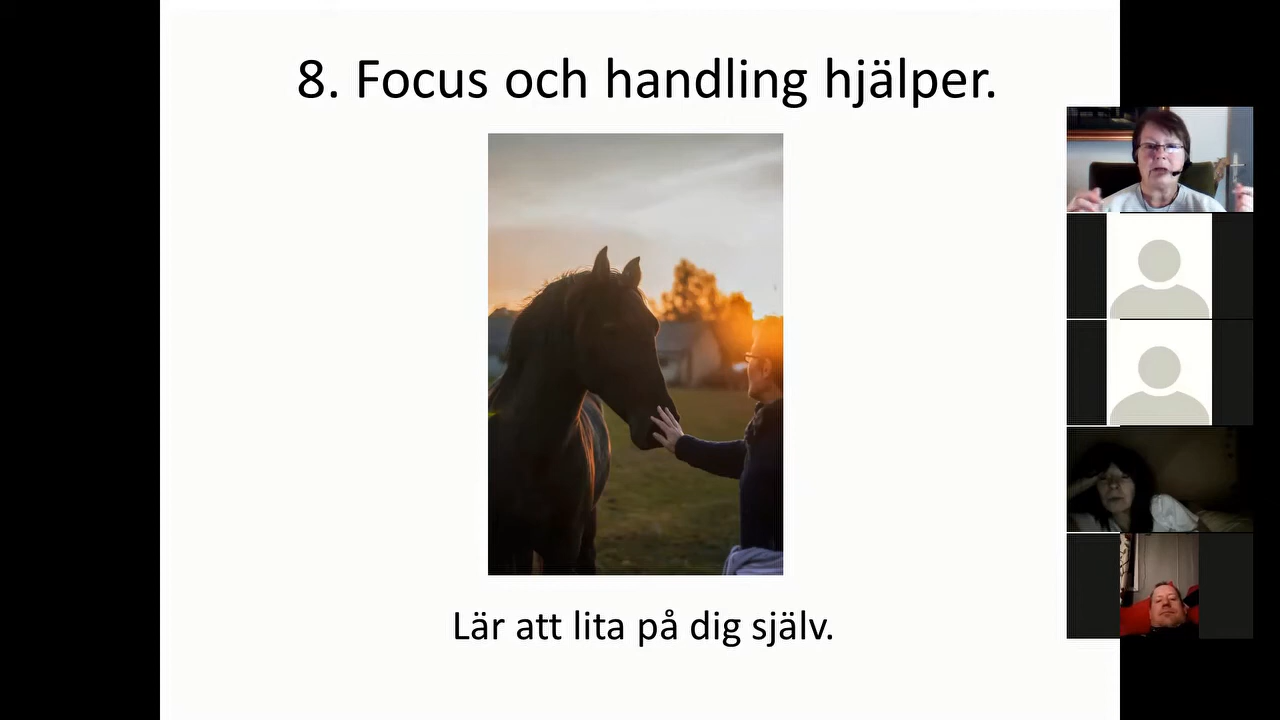 8. Focus och handling hjälper.
Lär att lita på dig själv.